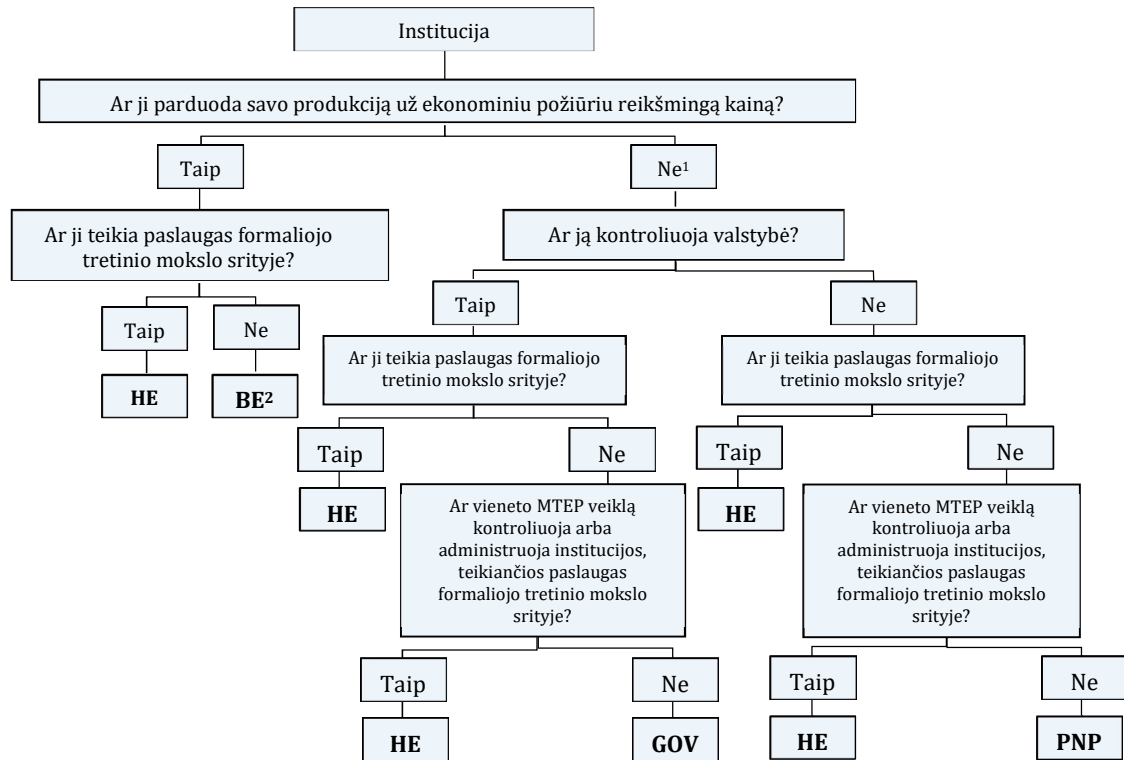 Institucija
Ar ji parduoda savo produkciją už ekonominiu požiūriu reikšmingą kainą?
Taip
Ne¹
Ar ji teikia paslaugas formaliojo
tretinio mokslo srityje?
Ar ją kontroliuoja valstybė?
Taip
Ne
Taip
Ne
HE
BE²
Ar ji teikia paslaugas formaliojo
tretinio mokslo srityje?
Ar ji teikia paslaugas formaliojo
tretinio mokslo srityje?
Taip
Ne
Taip
Ne
HE
Ar vieneto MTEP veiklą
kontroliuoja arba
administruoja institucijos,
teikiančios paslaugas
formaliojo tretinio mokslo
srityje?
HE
Ar vieneto MTEP veiklą
kontroliuoja arba
administruoja institucijos,
teikiančios paslaugas
formaliojo tretinio mokslo
srityje?
Taip
Ne
Taip
Ne
HE
GOV
HE
PNP